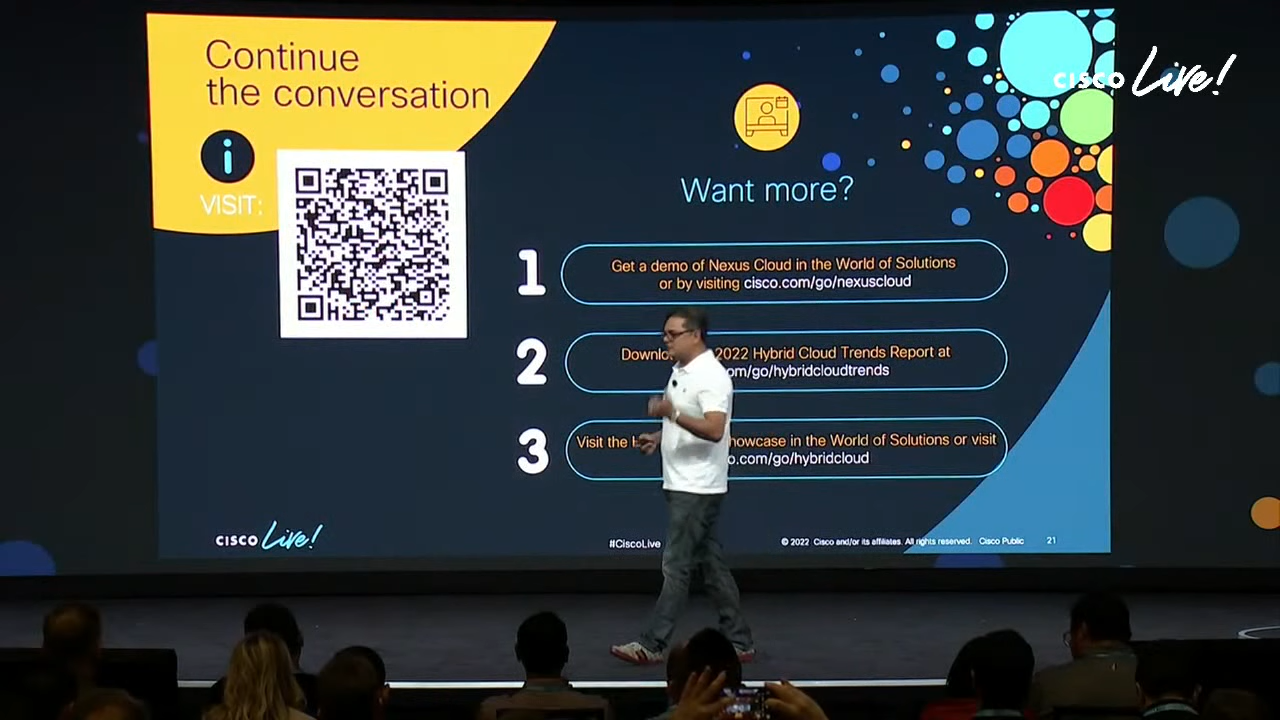 Continue
the conversation
CISCO Live!
i
VISIT:
Want more?
1
Get a demo of Nexus Cloud in the World of Solutions
or by visiting cisco.com/go/nexuscloud
2
2022 Hybrid Cloud Trends Report at
om/go/hybridcloudtrends
3
Visit the howcase in the World of Solutions or visit
o.com/go/hybridcloud
CISCO Live!
#CiscoLive
© 2022 Cisco and/or its affiliates. All rights reserved. Cisco Public 21